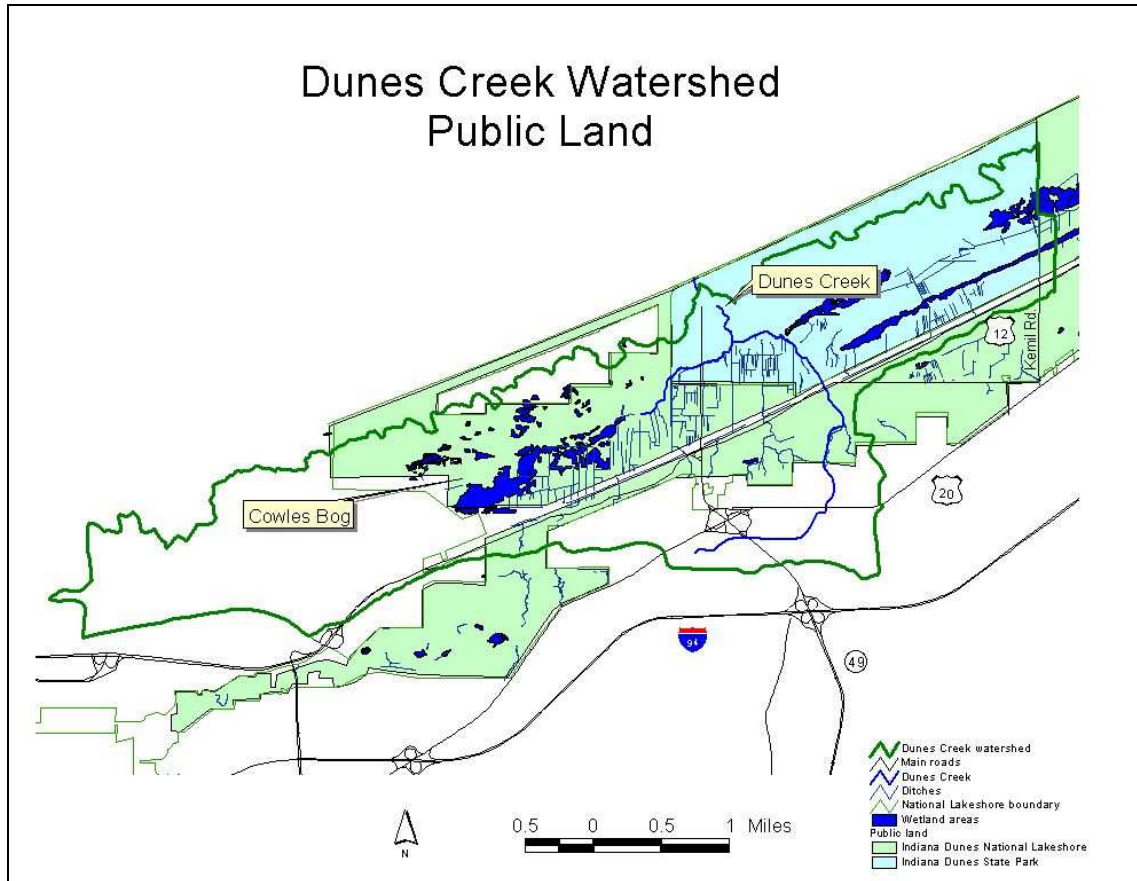 Dunes Creek Watershed
Public Land
Dunes Creek
12
Kemil Rd.
20
Cowles Bog
94
49
Dunes Creek watershed
Main roads
Dunes Creek
Ditches
National Lakeshore boundary
Wetland areas
Public land
Indiana Dunes National Lakeshore
Indiana Dunes State Park
N
0.5 0 0.5 1 Miles